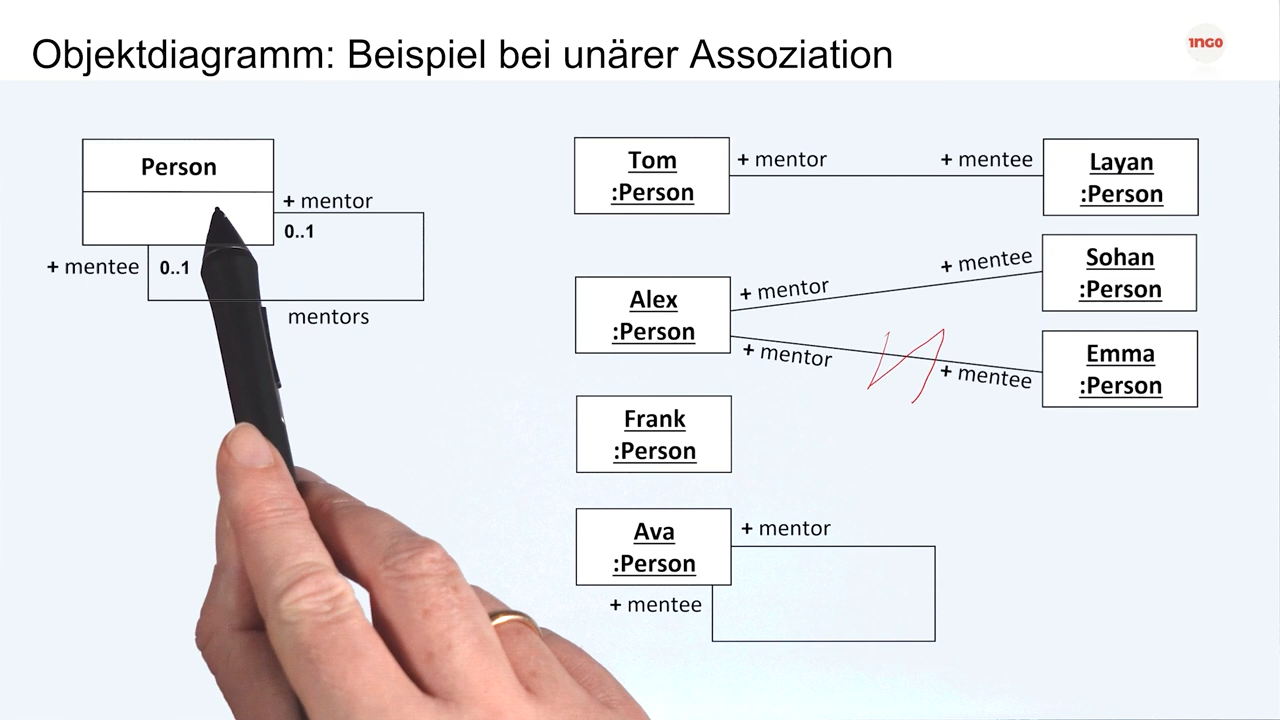 Objektdiagramm: Beispiel bei unärer Assoziation
1NGO
Person
+ mentor
0..1
+ mentee
0..1
mentors
Tom
:Person
+ mentor
+ mentee
Layan
:Person
Alex
:Person
+ mentor
+ mentee
Sohan
:Person
+ mentor
+ mentee
Emma
:Person
Frank
:Person
Ava
:Person
+ mentor
+ mentee